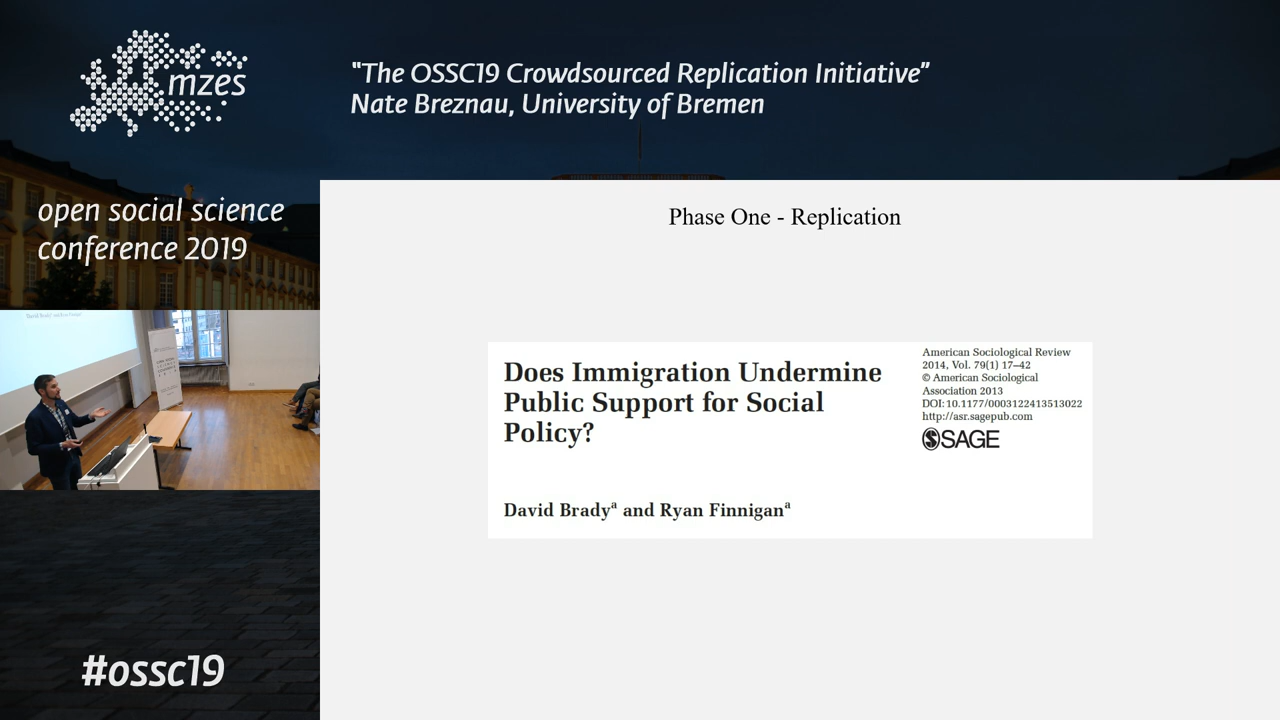 mzes
“The OSSC19 Crowdsourced Replication Initiative”
Nate Breznau, University of Bremen
open social science
conference 2019
Phase One - Replication
Does Immigration Undermine
Public Support for Social
Policy?
David Bradyª and Ryan Finniganª
American Sociological Review
2014, Vol. 79(1) 17–42
© American Sociological
Association 2013
DOI: 10.1177/0003122413513022
http://asr.sagepub.com
SAGE
#ossc19